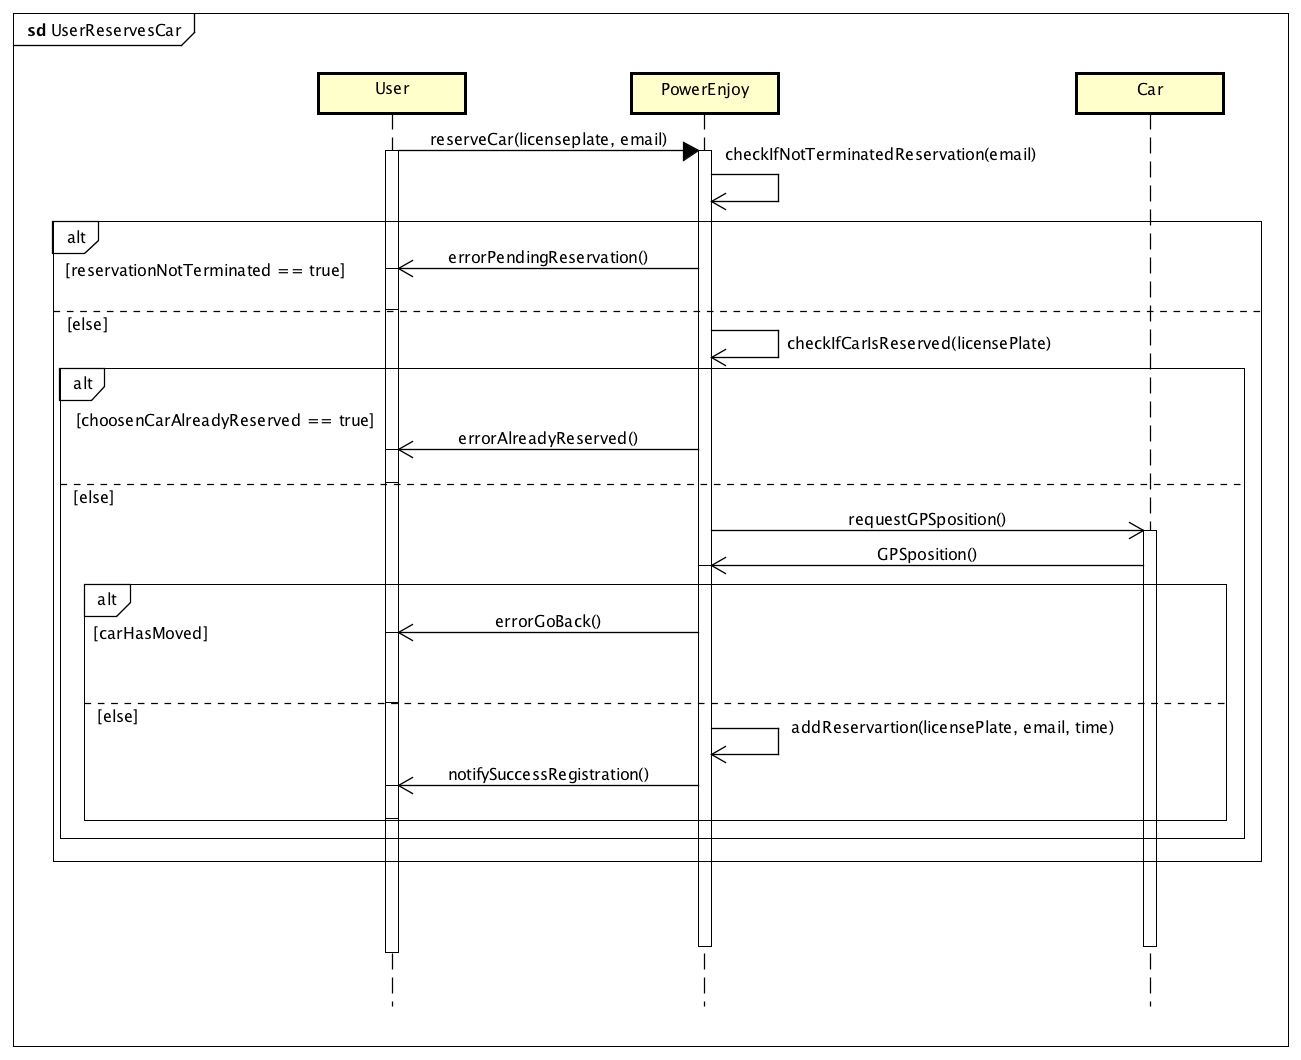 sd UserReservesCar
User
PowerEnjoy
Car
reserveCar(licenseplate, email)
checkIfNotTerminatedReservation(email)
alt
errorPendingReservation()
[reservationNotTerminated == true]
[else]
checkIfCarIsReserved(licensePlate)
alt
[choosenCarAlreadyReserved == true]
errorAlreadyReserved()
[else]
requestGPSposition()
GPSposition()
alt
errorGoBack()
[carHasMoved]
[else]
addReservartion(licensePlate, email, time)
notifySuccessRegistration()